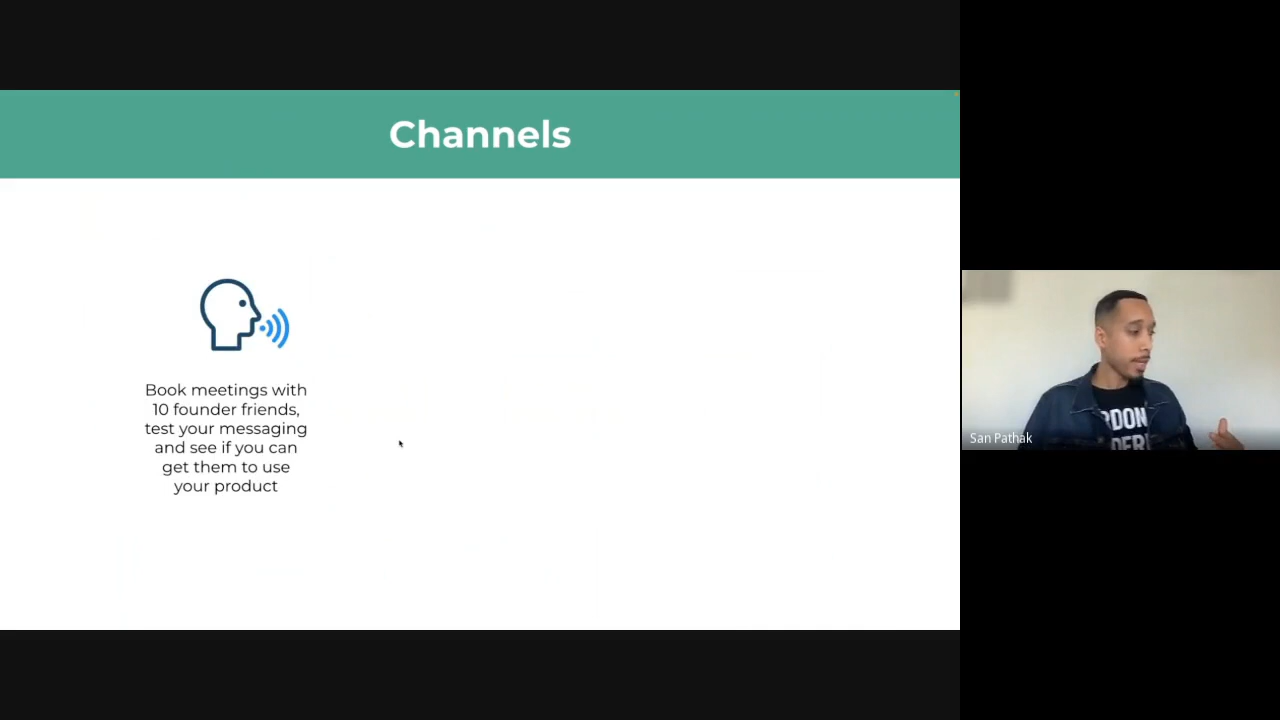 Channels
Book meetings with
10 founder friends,
test your messaging
and see if you can
get them to use
your product
San Pathak
RDON